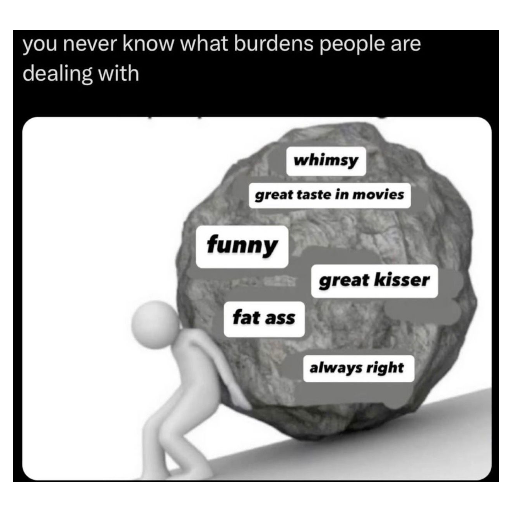 you never know what burdens people are
dealing with
whimsy
great taste in movies
funny
great kisser
fat ass
always right